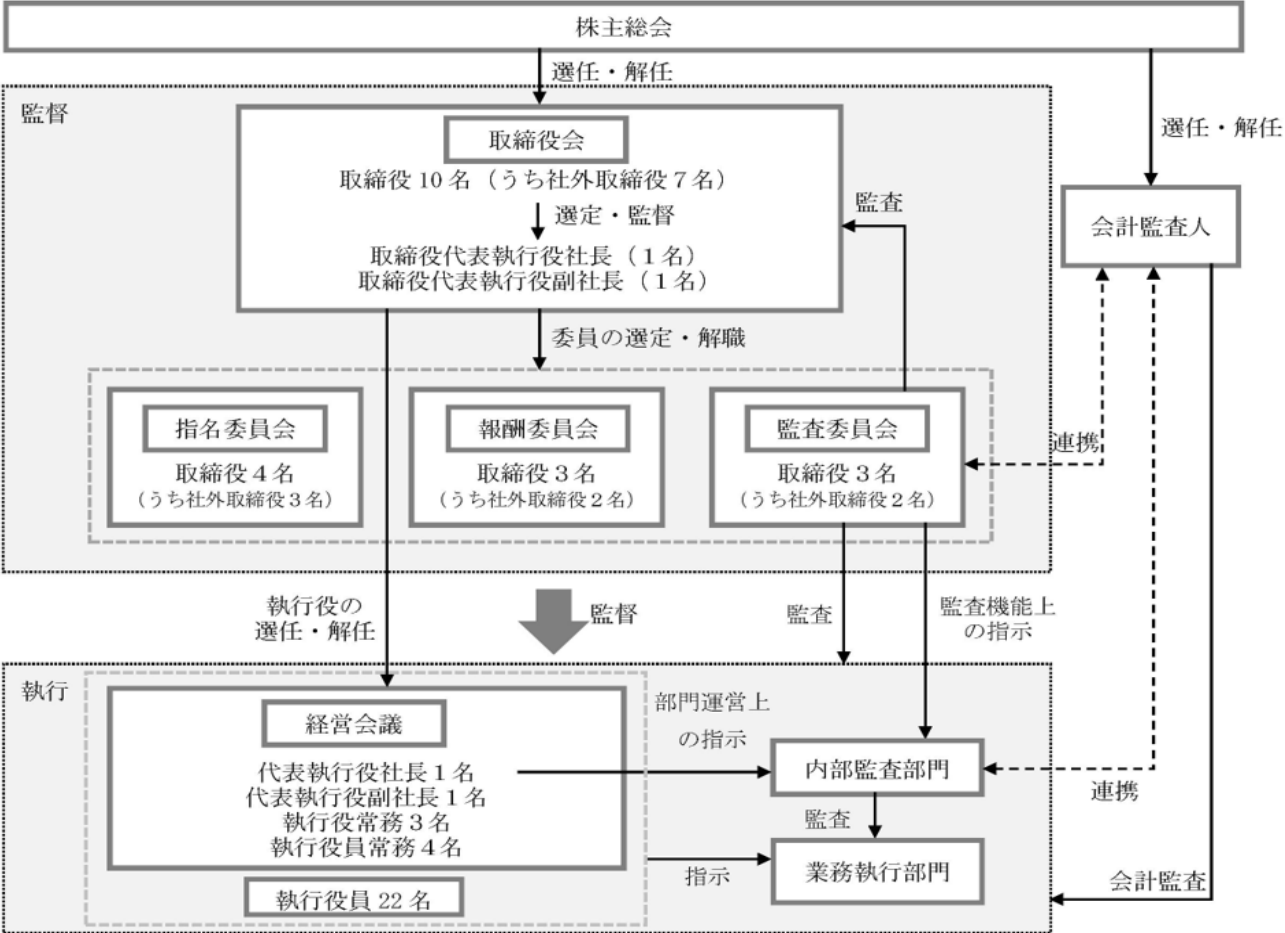 株主総会
選任・解任
監督
選任・解任
取締役会
取締役 10 名（うち社外取締役 7 名）
監査
選定・監督
会計監査人
取締役代表執行役社長（1 名）
取締役代表執行役副社長（1 名）
委員の選定・解職
指名委員会
取締役 4 名
（うち社外取締役 3 名）
報酬委員会
取締役 3 名
（うち社外取締役 2 名）
監査委員会
取締役 3 名
（うち社外取締役 2 名）
連携
執行役の
選任・解任
監督
監査
監査機能上
の指示
執行
経営会議
代表執行役社長 1 名
代表執行役副社長 1 名
執行役常務 3 名
執行役員常務 4 名
執行役員 22 名
部門運営上
の指示
内部監査部門
連携
監査
指示
業務執行部門
会計監査